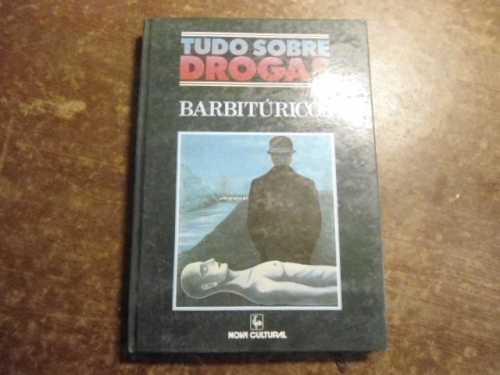 TUDO SOBRE
DROGAS
BARBITÚRICOS
NOVA CULTURAL